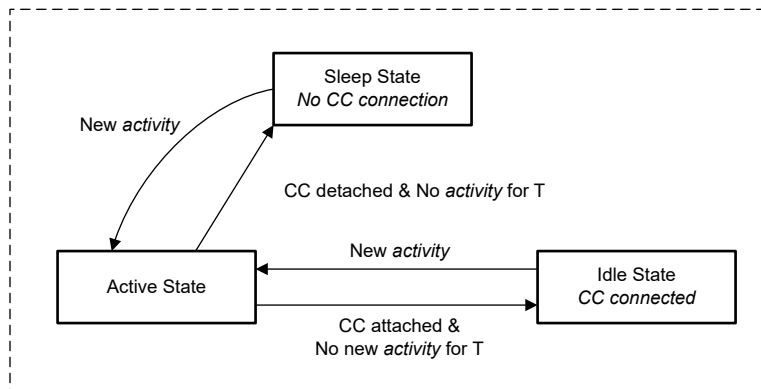 Sleep State
No CC connection
New activity
CC detached & No activity for T
New activity
Active State
Idle State
CC connected
CC attached &
No new activity for T